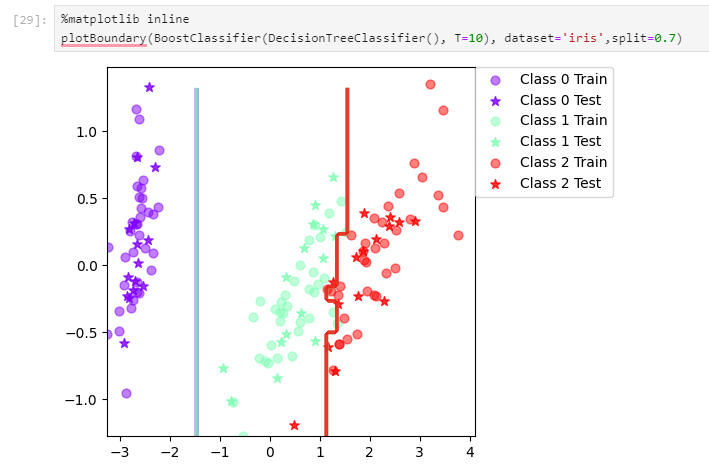 [29]:
%matplotlib inline
plotBoundary(BoostClassifier(DecisionTreeClassifier(), T=10), dataset='iris',split=0.7)
Class 0 Train
Class 0 Test
Class 1 Train
Class 1 Test
Class 2 Train
Class 2 Test
1.0
0.5
0.0
−0.5
−1.0
−3
−2
−1
0
1
2
3
4